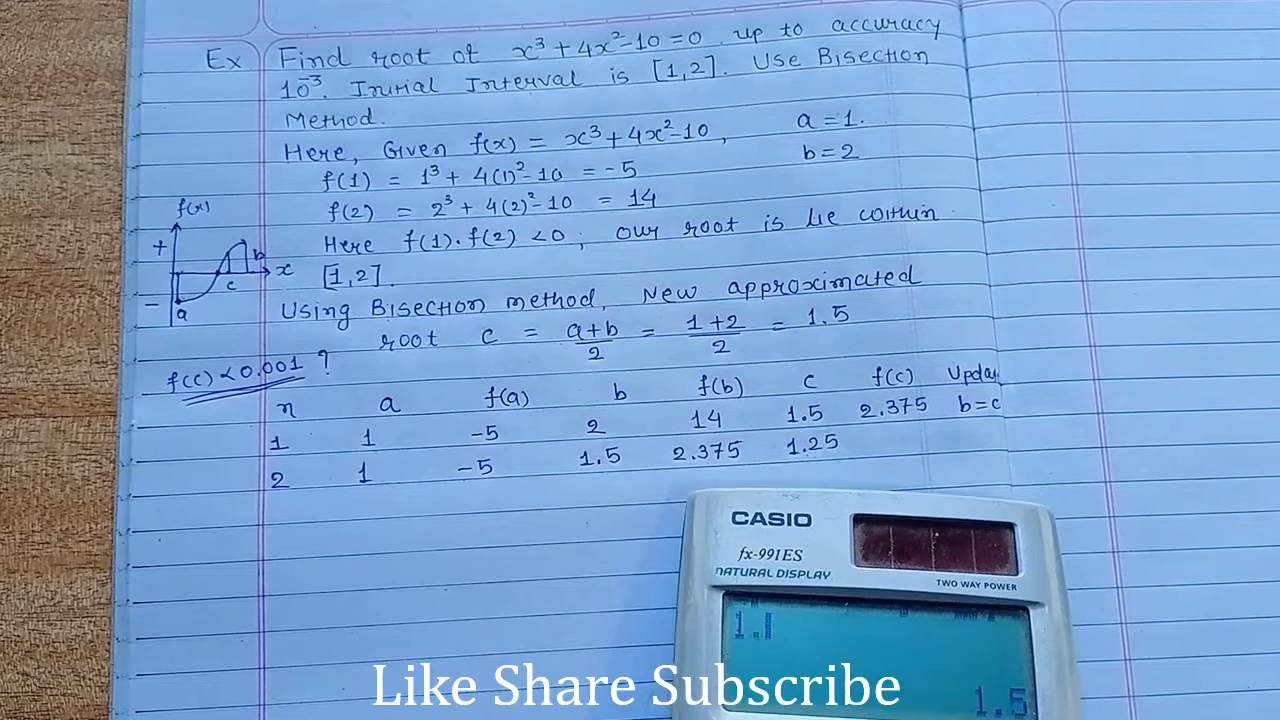 Ex Find root of x³ + 4x² - 10 = 0 up to accuracy
10⁻³. Initial Interval is [1,2]. Use Bisection
Method.
Here, Given f(x) = x³ + 4x² - 10, a = 1.
b = 2
f(1) = 1³ + 4(1)² - 10 = -5
f(2) = 2³ + 4(2)² - 10 = 14
Here f(1). f(2) < 0; our root is lie within
[1,2].
f(x)
+
b
x
c
-
a
Using Bisection method, New approximated
root c = a+b/2 = 1+2/2 = 1.5
f(c) < 0.001 ?
n a f(a) b f(b) c f(c) Updat
1 1 -5 2 14 1.5 2.375 b=c
2 1 -5 1.5 2.375 1.25
CASIO
fx-991ES
NATURAL DISPLAY
TWO WAY POWER
1.5
Like Share Subscribe